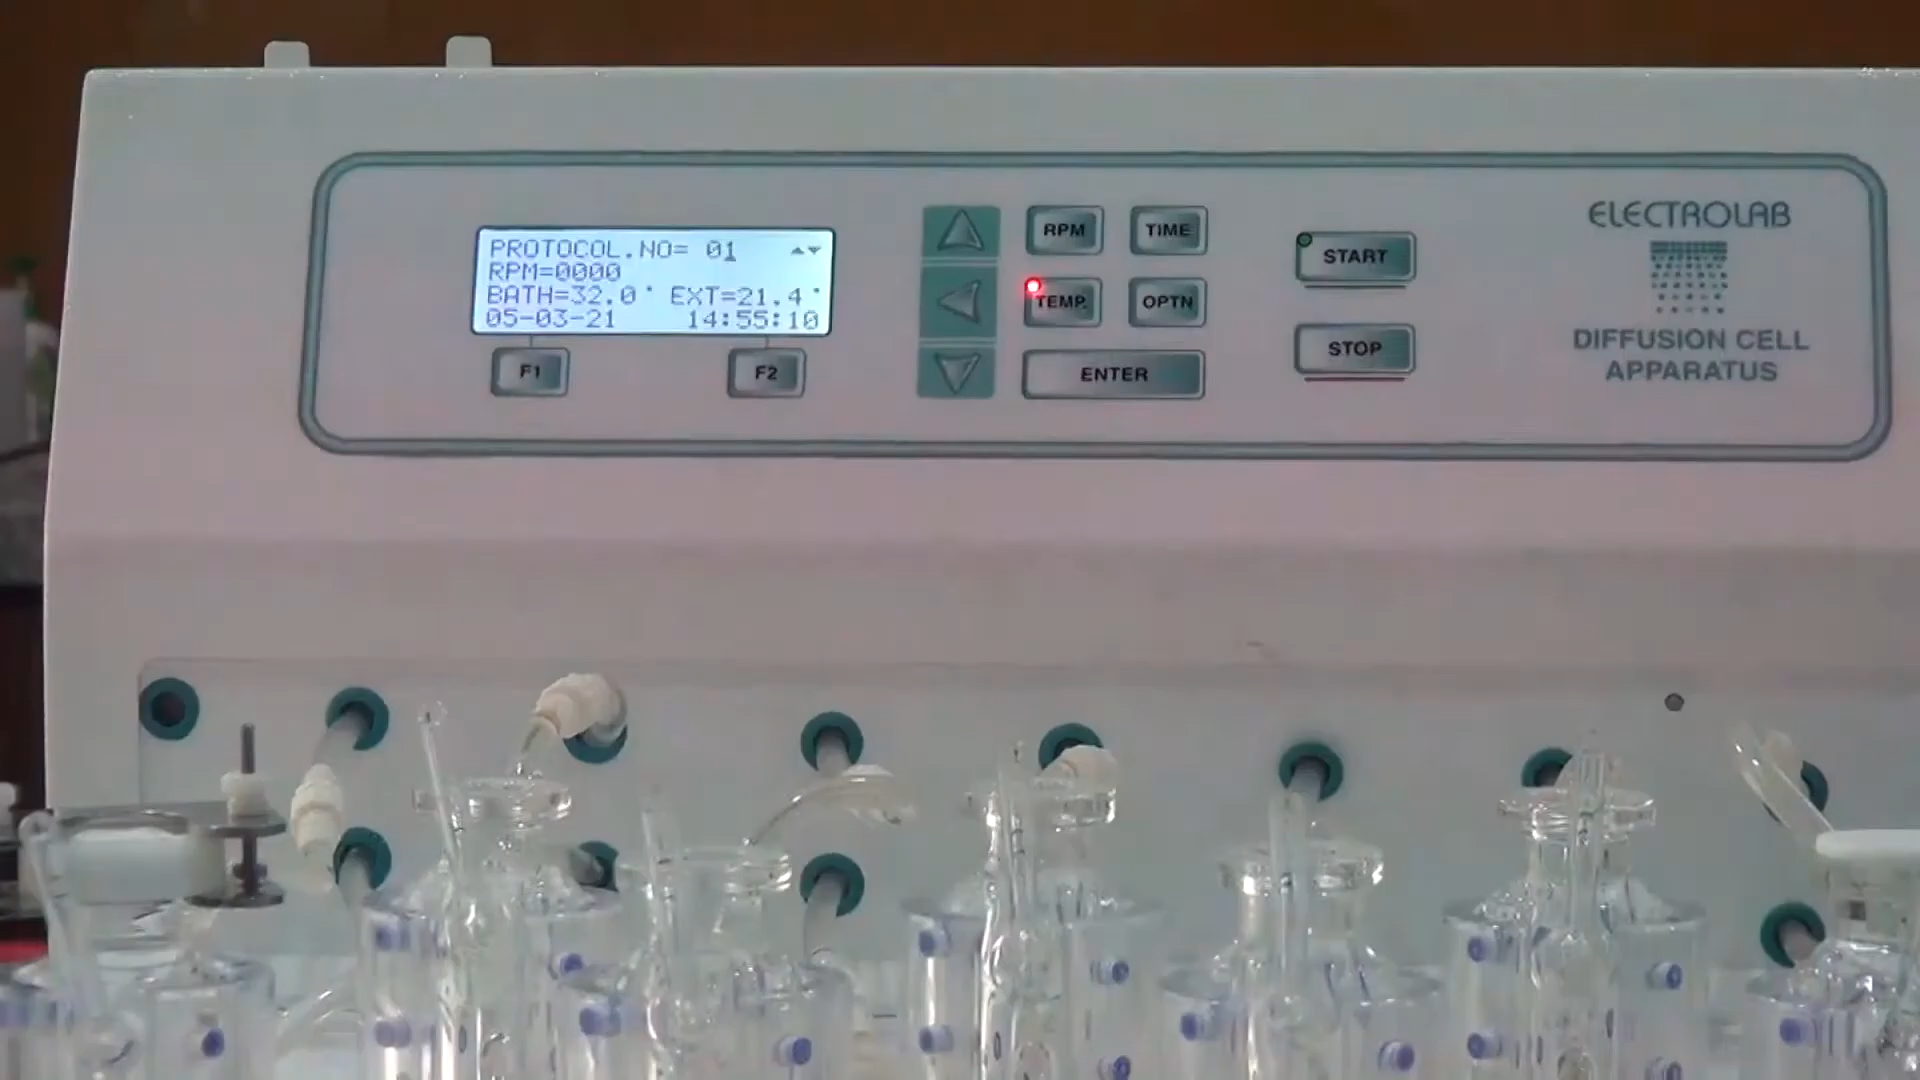 PROTOCOL.NO= 01
RPM=0000
BATH=32.0° EXT=21.4°
05-03-21 14:55:10
F1 F2
RPM TIME
TEMP. OPTN
ENTER
START
STOP
ELECTROLAB
DIFFUSION CELL
APPARATUS